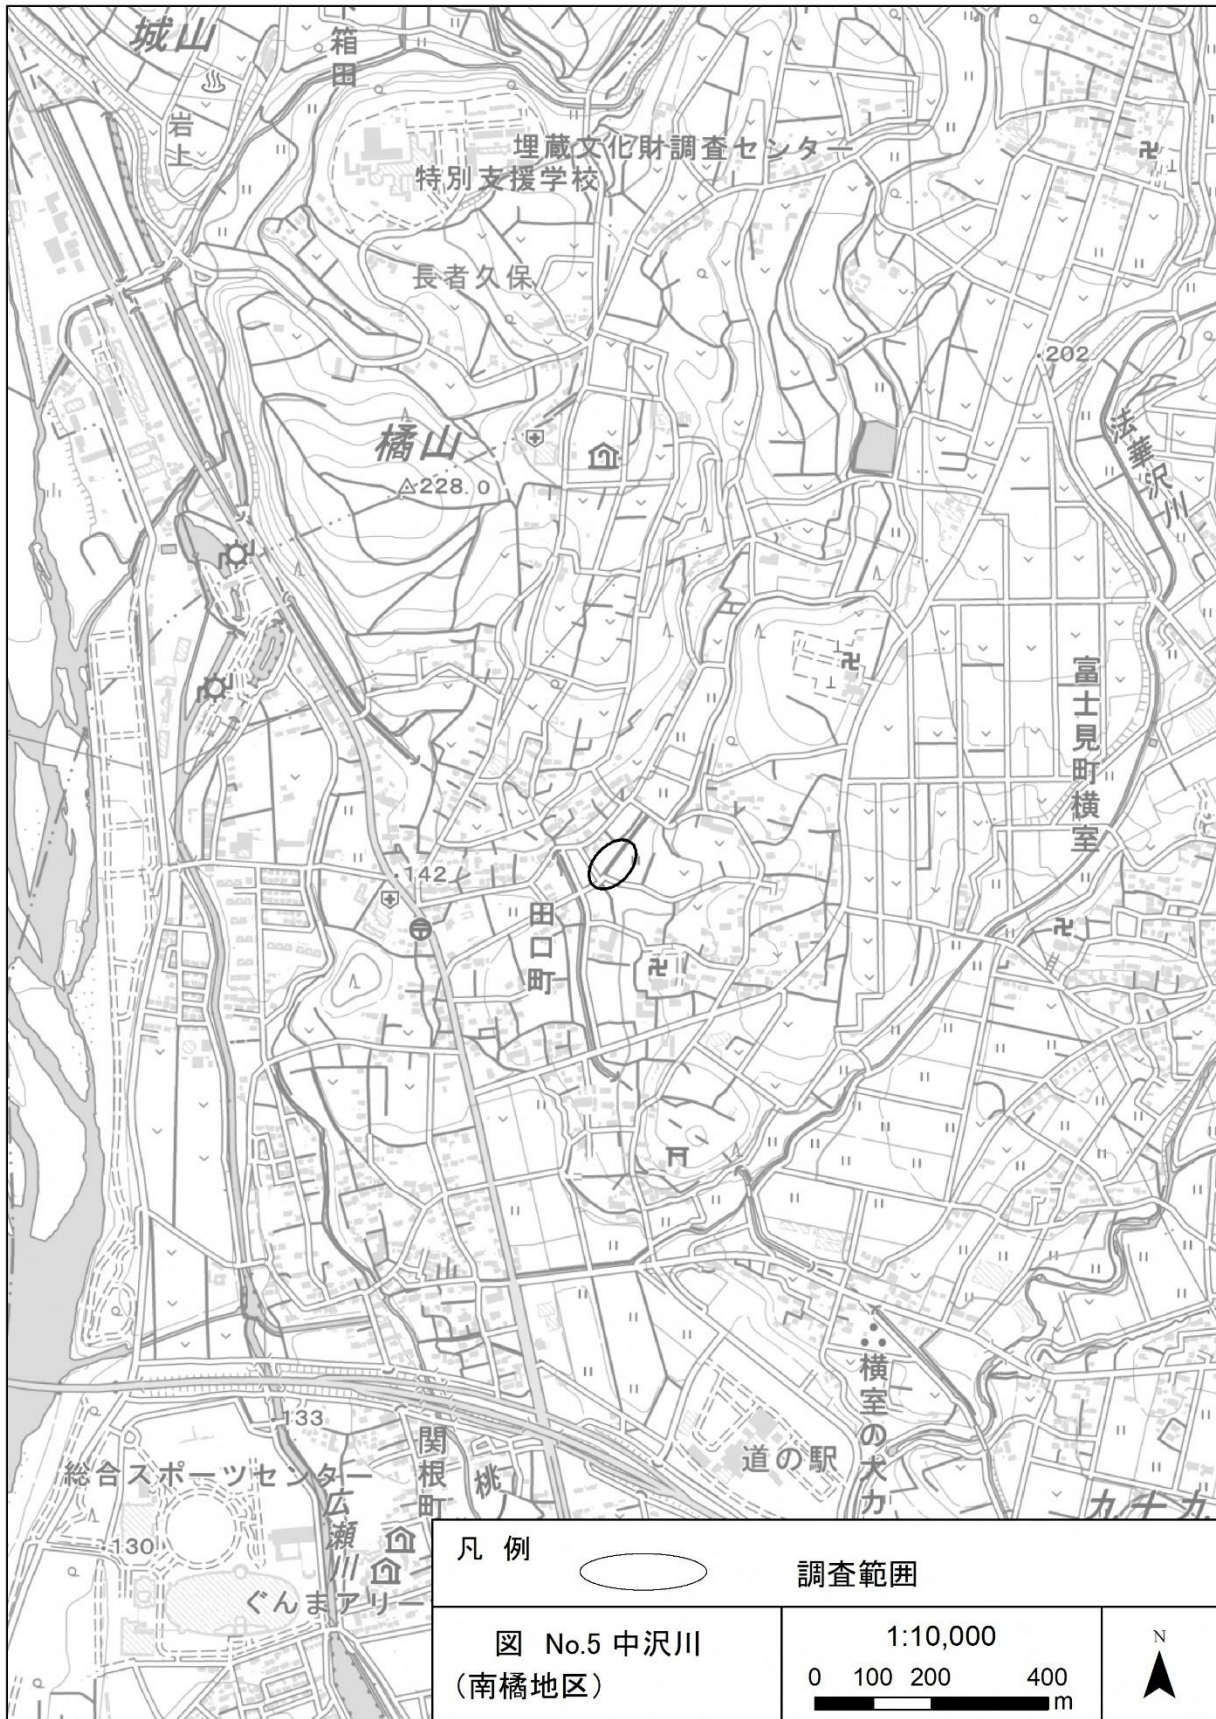 城山
箱田
岩上
埋蔵文化財調査センター
特別支援学校
長者久保
202
法華沢川
橘山
228.0
富士見町横室
142
田口町
横室の大カ
道の駅
133
関根町
総合スポーツセンター
桃ノ
広瀬川
130
九十九
ぐんまアリー
凡 例
調査範囲
図 No.5 中沢川
(南橘地区)
1:10,000
0 100 200 400
m
N